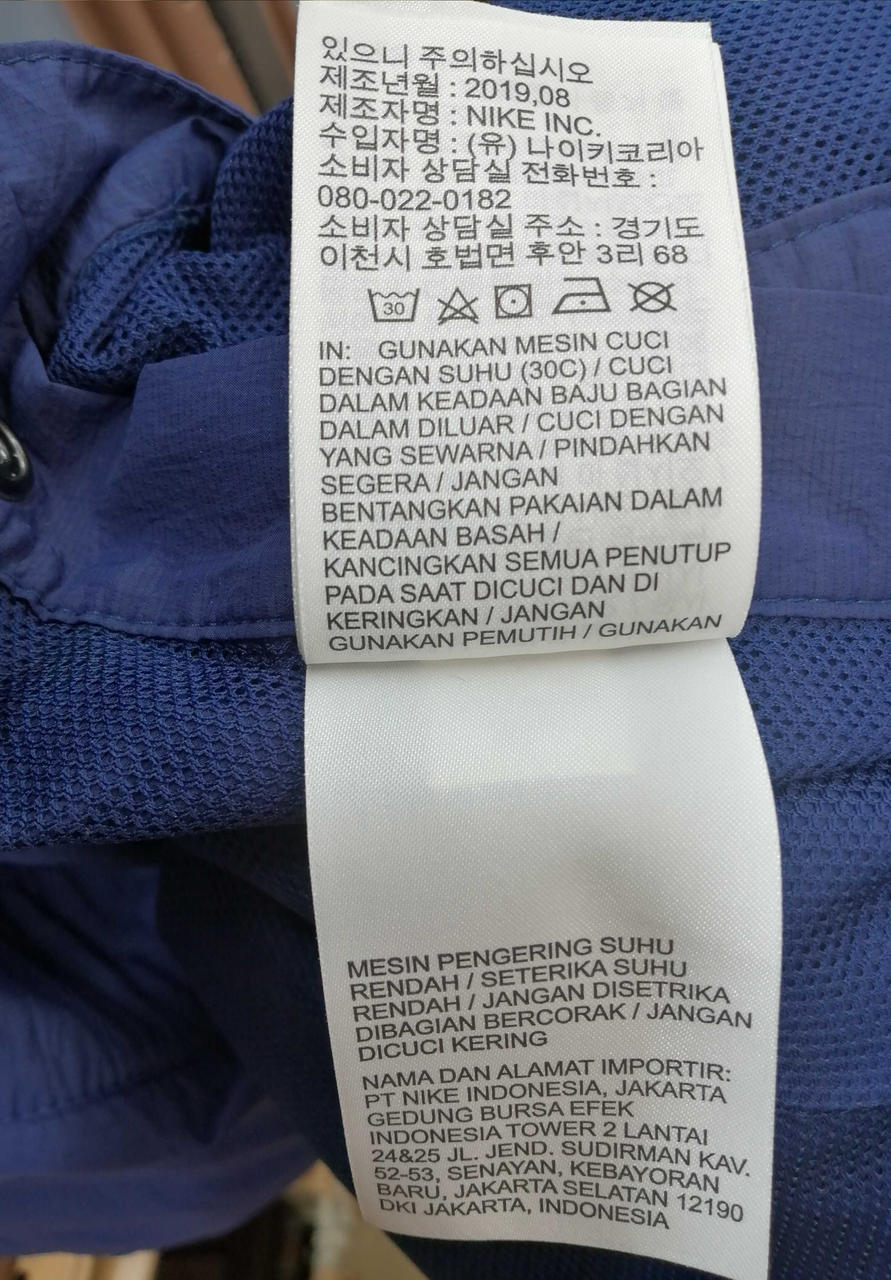 있으니 주의하십시오
제조년월 : 2019,08
제조자명 : NIKE INC.
수입자명 : (유) 나이키코리아
소비자 상담실 전화번호 :
080-022-0182
소비자 상담실 주소 : 경기도
이천시 호법면 후안 3리 68
30
IN: GUNAKAN MESIN CUCI
DENGAN SUHU (30C) / CUCI
DALAM KEADAAN BAJU BAGIAN
DALAM DILUAR / CUCI DENGAN
YANG SEWARNA / PINDAHKAN
SEGERA / JANGAN
BENTANGKAN PAKAIAN DALAM
KEADAAN BASAH /
KANCINGKAN SEMUA PENUTUP
PADA SAAT DICUCI DAN DI
KERINGKAN / JANGAN
GUNAKAN PEMUTIH / GUNAKAN
MESIN PENGERING SUHU
RENDAH / SETERIKA SUHU
RENDAH / JANGAN DISETRIKA
DIBAGIAN BERCORAK / JANGAN
DICUCI KERING
NAMA DAN ALAMAT IMPORTIR:
PT NIKE INDONESIA, JAKARTA
GEDUNG BURSA EFEK
INDONESIA TOWER 2 LANTAI
24&25 JL. JEND. SUDIRMAN KAV.
52-53, SENAYAN, KEBAYORAN
BARU, JAKARTA SELATAN 12190
DKI JAKARTA, INDONESIA